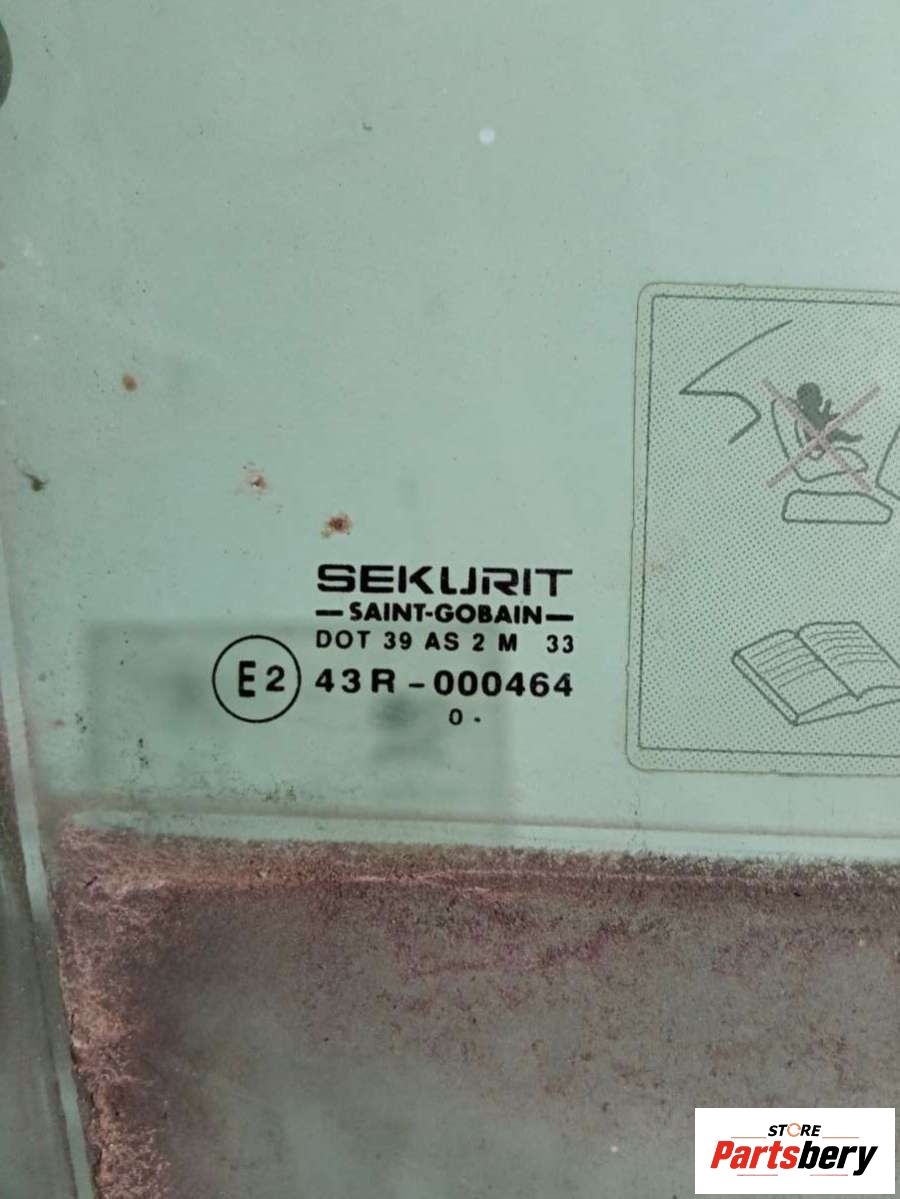 SEKURIT
SAINT-GOBAIN
DOT 39 AS 2 M 33
E2 43R-000464
0 .
STORE
Partsbery